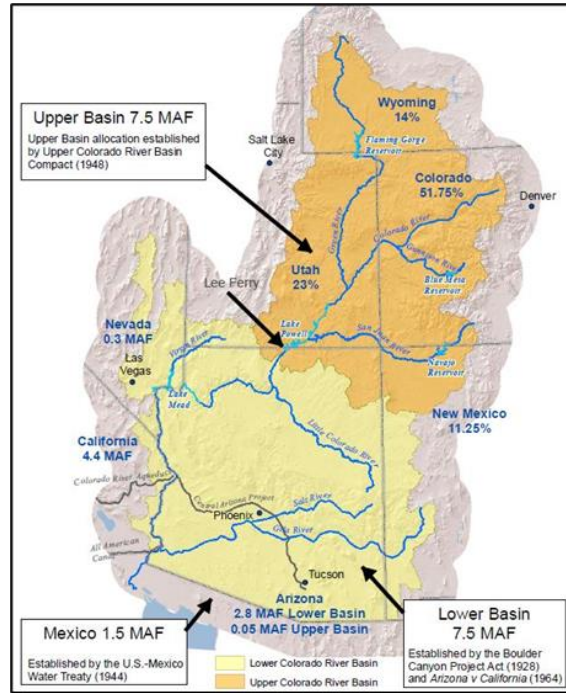 Wyoming
14%
Upper Basin 7.5 MAF
Upper Basin allocation established
by Upper Colorado River Basin
Compact (1948)
Salt Lake
City
Flaming Gorge
Reservoir
Colorado
51.75%
Denver
Green River
Colorado River
Gunnison River
Utah
23%
Blue Mesa
Reservoir
Lee Ferry
Lake
Powell
San Juan River
Navajo
Reservoir
Nevada
0.3 MAF
Virgin River
Las
Vegas
Lake
Mead
New Mexico
11.25%
California
4.4 MAF
Little Colorado River
Colorado River Aqueduct
Central Arizona Project
Salt River
Phoenix
Gila River
All American
Canal
Tucson
Arizona
2.8 MAF Lower Basin
0.05 MAF Upper Basin
Mexico 1.5 MAF
Established by the U.S.-Mexico
Water Treaty (1944)
Lower Basin
7.5 MAF
Established by the Boulder
Canyon Project Act (1928)
and Arizona v California (1964)
Lower Colorado River Basin
Upper Colorado River Basin